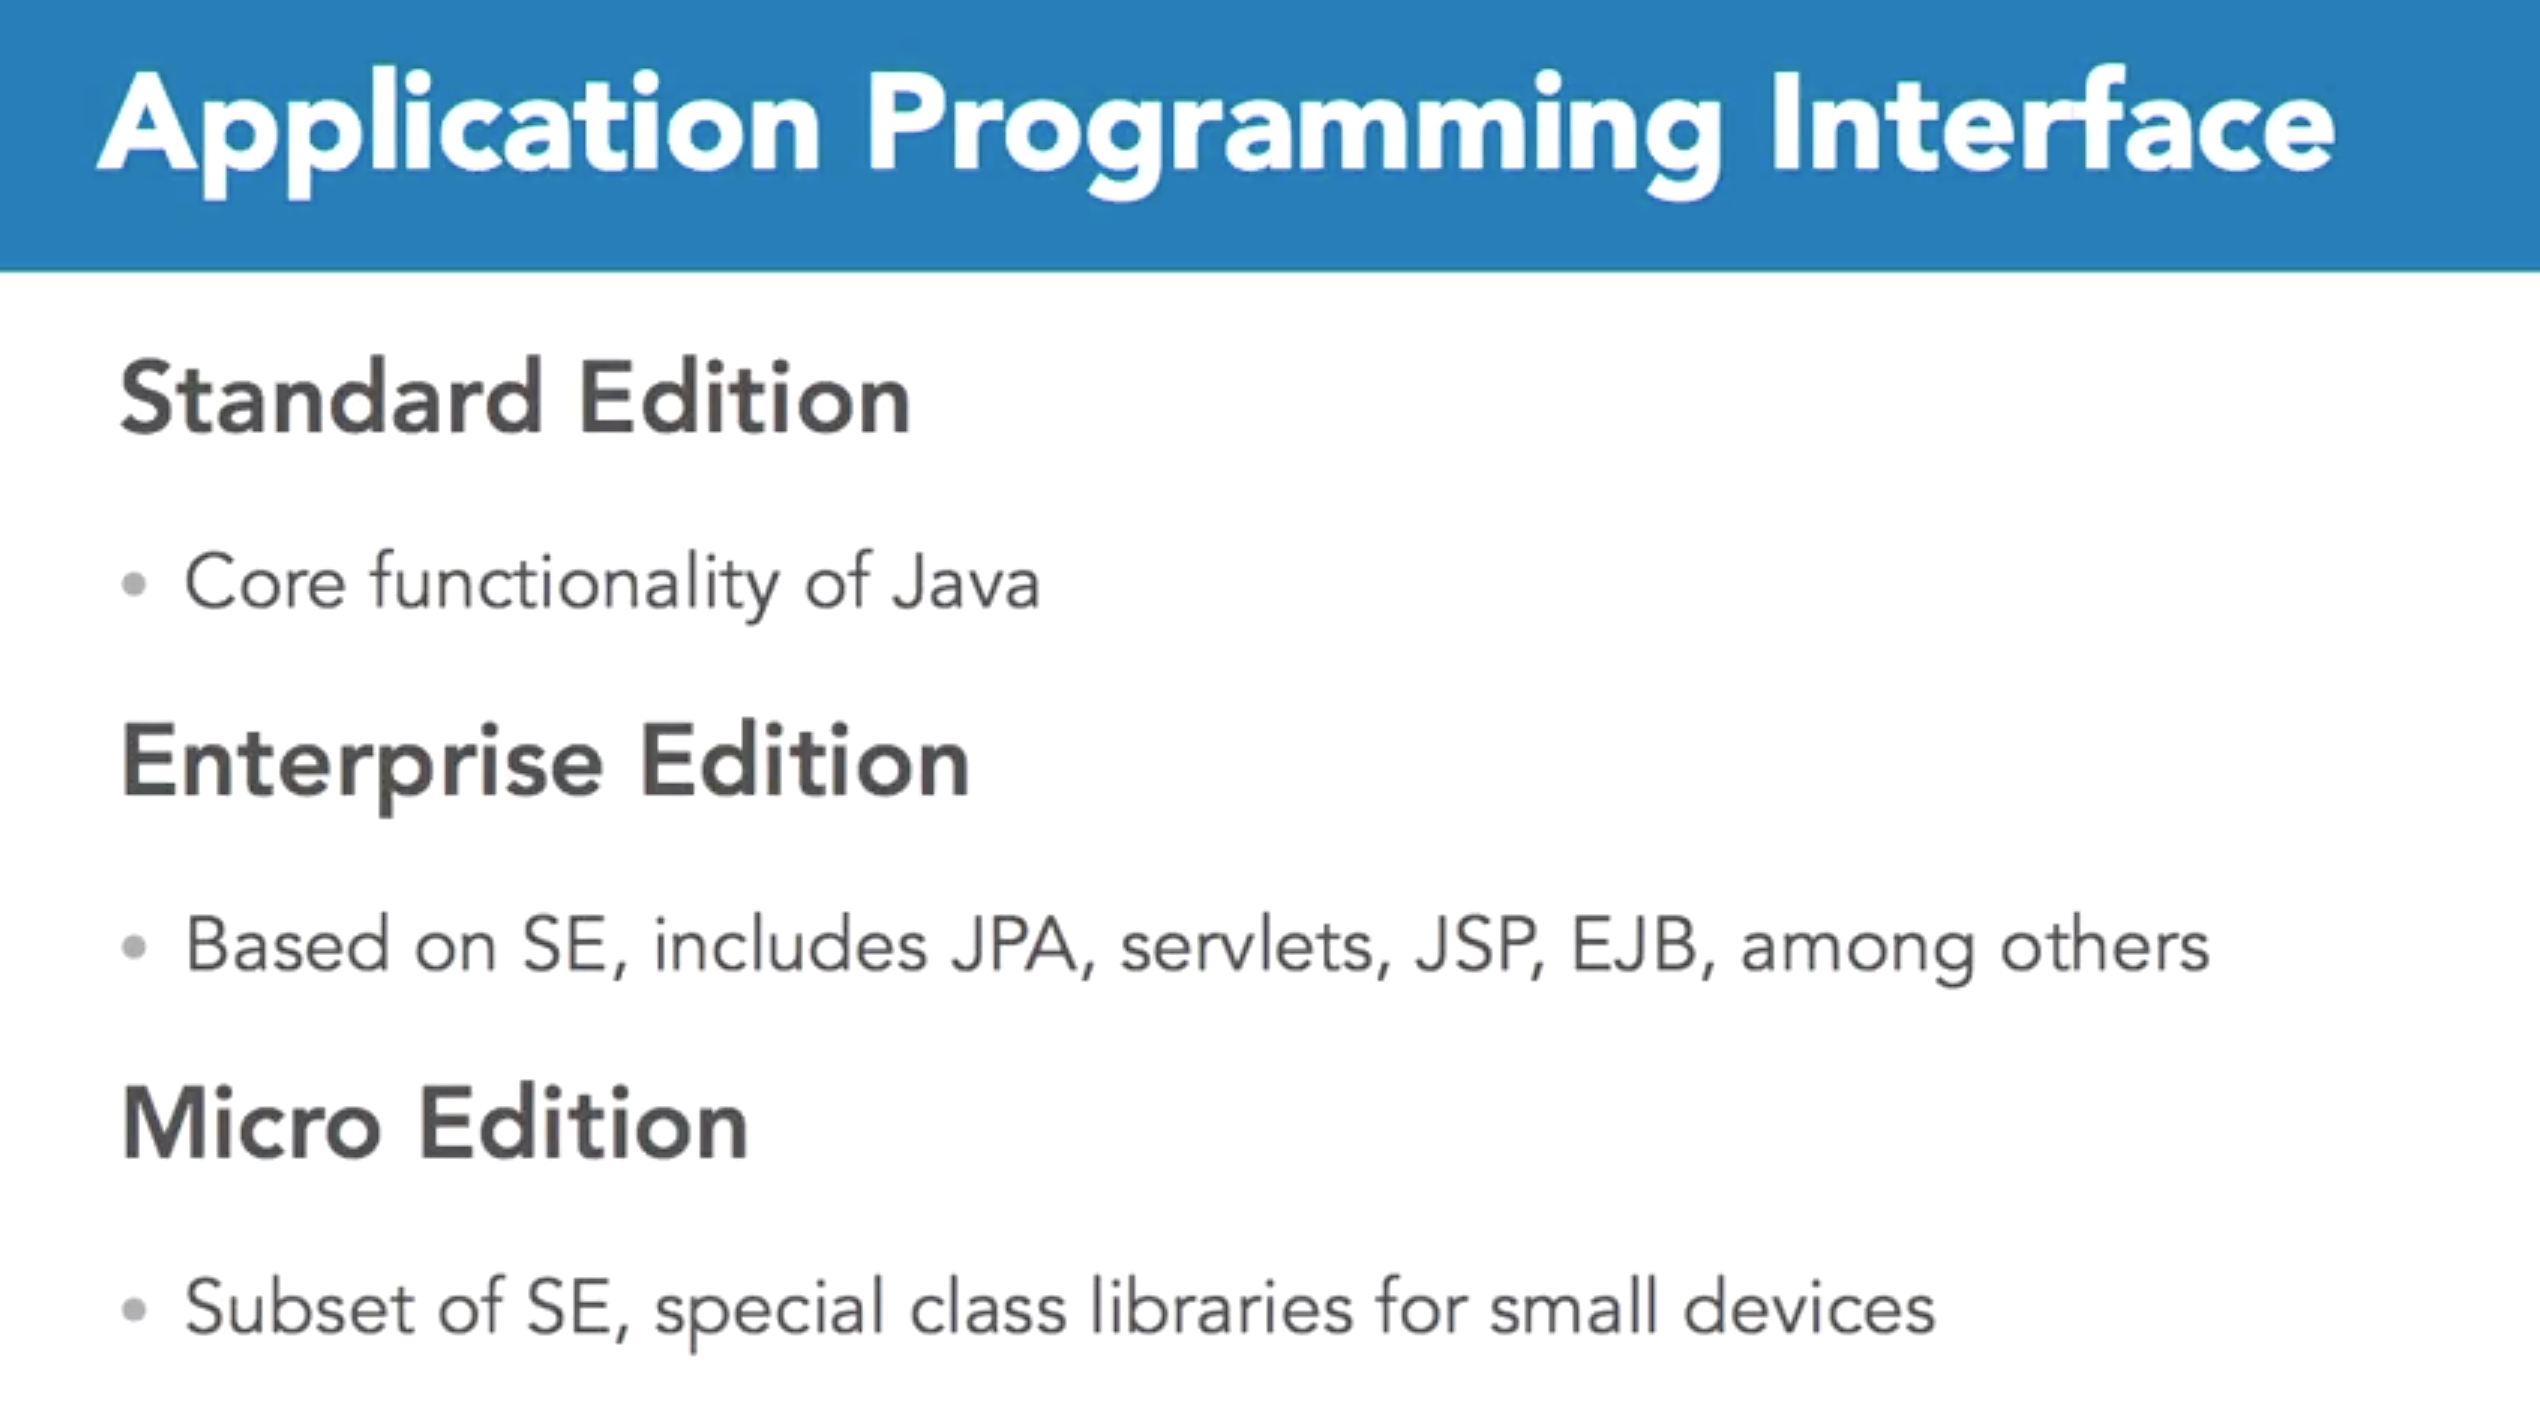 Application Programming Interface
Standard Edition
• Core functionality of Java
Enterprise Edition
• Based on SE, includes JPA, servlets, JSP, EJB, among others
Micro Edition
• Subset of SE, special class libraries for small devices